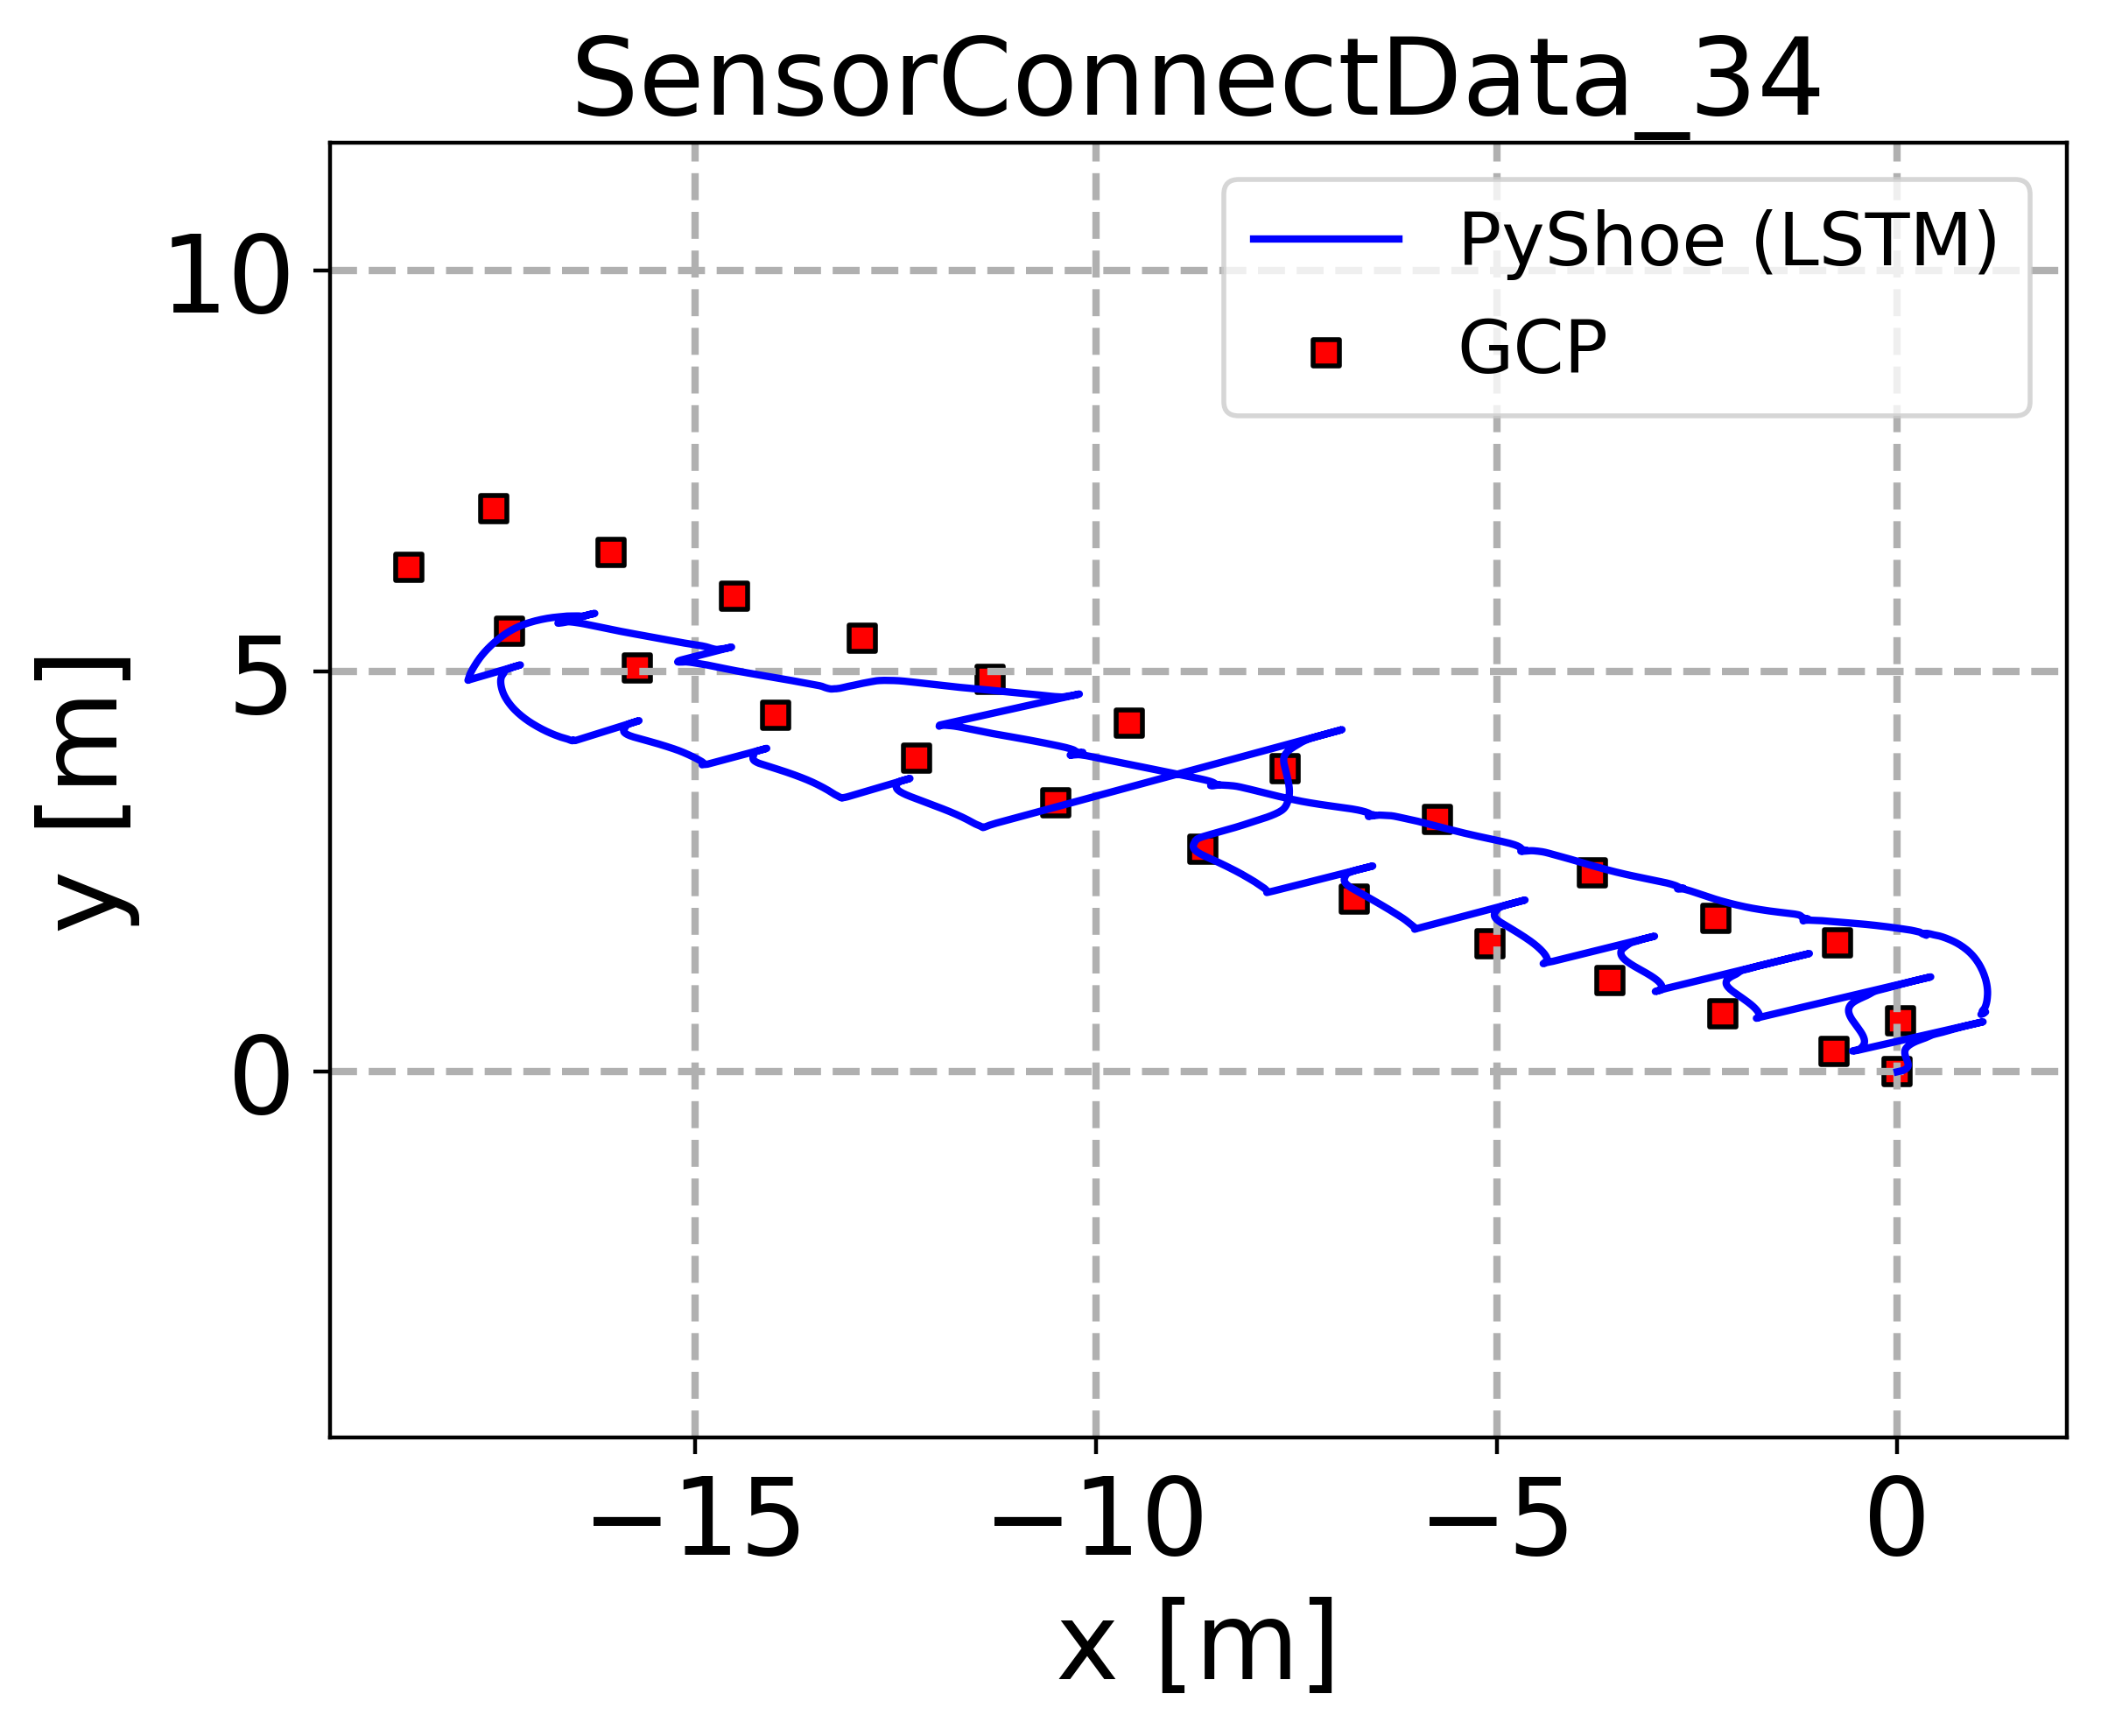 SensorConnectData_34
PyShoe (LSTM)
GCP
10
5
0
y [m]
−15
−10
−5
0
x [m]